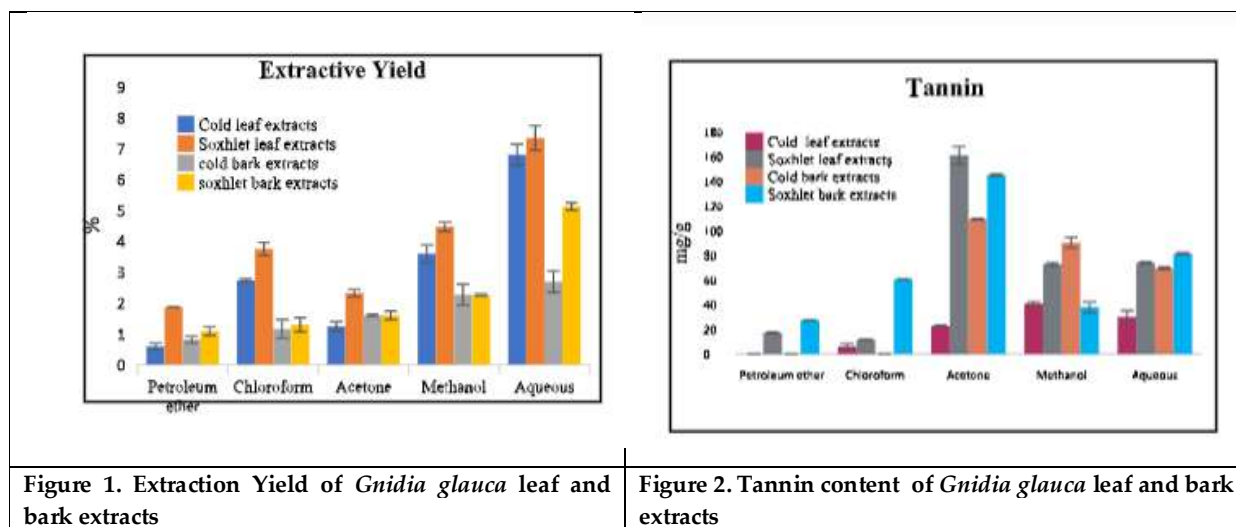 Extractive Yield
9
8
7
6
5
4
3
2
1
0
%
Cold leaf extracts
Soxhlet leaf extracts
cold bark extracts
soxhlet bark extracts
Petroleum ether
Chloroform
Acetone
Methanol
Aqueous
Tannin
180
160
140
120
100
80
60
40
20
0
mg/g
Cold leaf extracts
Soxhlet leaf extracts
Cold bark extracts
Soxhlet bark extracts
Petroleum ether
Chloroform
Acetone
Methanol
Aqueous
Figure 1. Extraction Yield of Gnidia glauca leaf and
bark extracts
Figure 2. Tannin content of Gnidia glauca leaf and bark
extracts